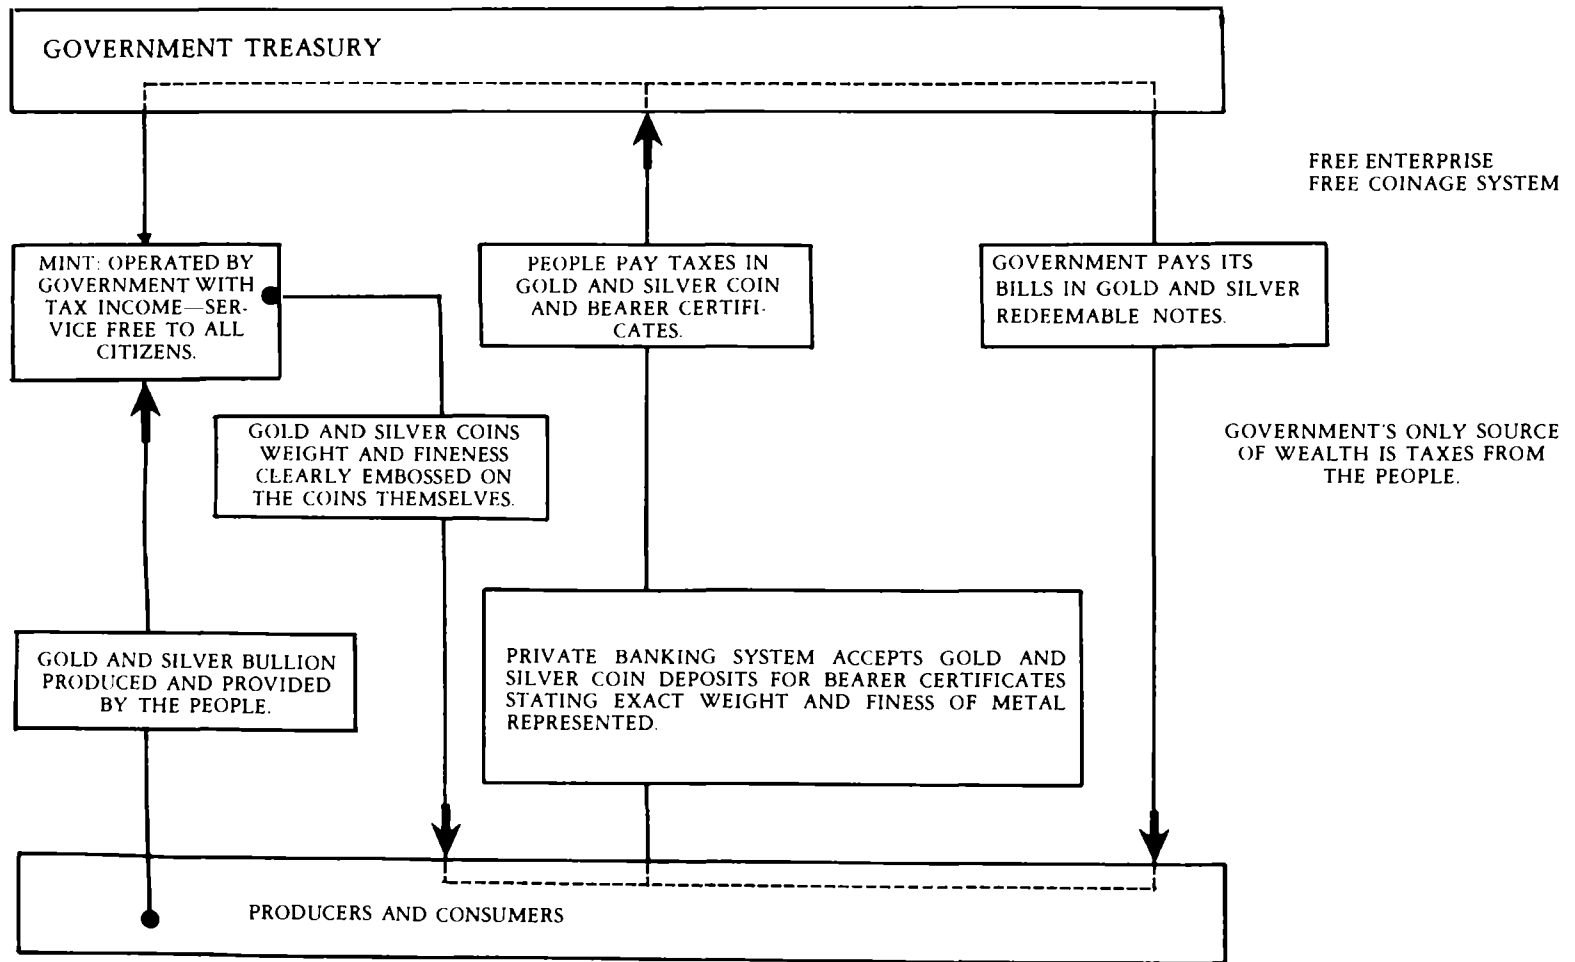 GOVERNMENT TREASURY
FREE ENTERPRISE
FREE COINAGE SYSTEM
MINT: OPERATED BY
GOVERNMENT WITH
TAX INCOME—SER-
VICE FREE TO ALL
CITIZENS.
PEOPLE PAY TAXES IN
GOLD AND SILVER COIN
AND BEARER CERTIFI-
CATES.
GOVERNMENT PAYS ITS
BILLS IN GOLD AND SILVER
REDEEMABLE NOTES.
GOLD AND SILVER COINS
WEIGHT AND FINENESS
CLEARLY EMBOSSED ON
THE COINS THEMSELVES.
GOVERNMENT'S ONLY SOURCE
OF WEALTH IS TAXES FROM
THE PEOPLE.
GOLD AND SILVER BULLION
PRODUCED AND PROVIDED
BY THE PEOPLE.
PRIVATE BANKING SYSTEM ACCEPTS GOLD AND
SILVER COIN DEPOSITS FOR BEARER CERTIFICATES
STATING EXACT WEIGHT AND FINESS OF METAL
REPRESENTED.
PRODUCERS AND CONSUMERS